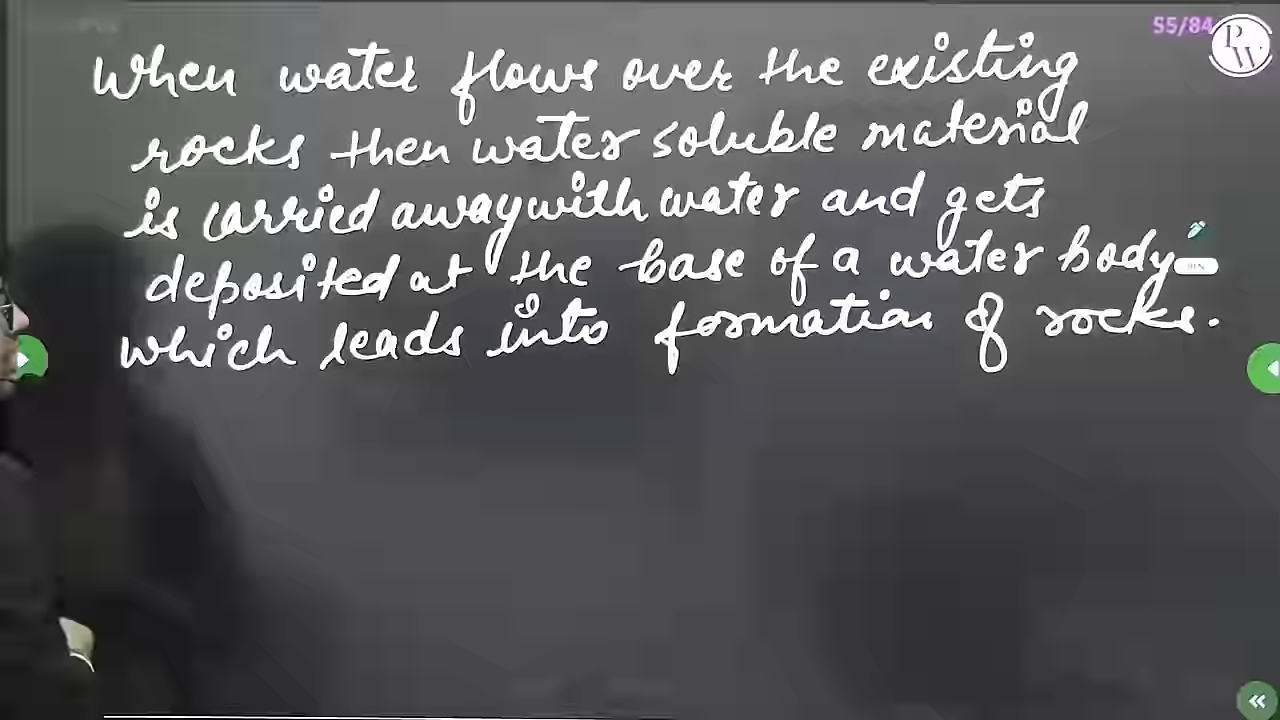 55/84
PW
When water flows over the existing
rocks then water soluble material
is carried away with water and gets
deposited at the base of a water body
which leads into formation of rocks.